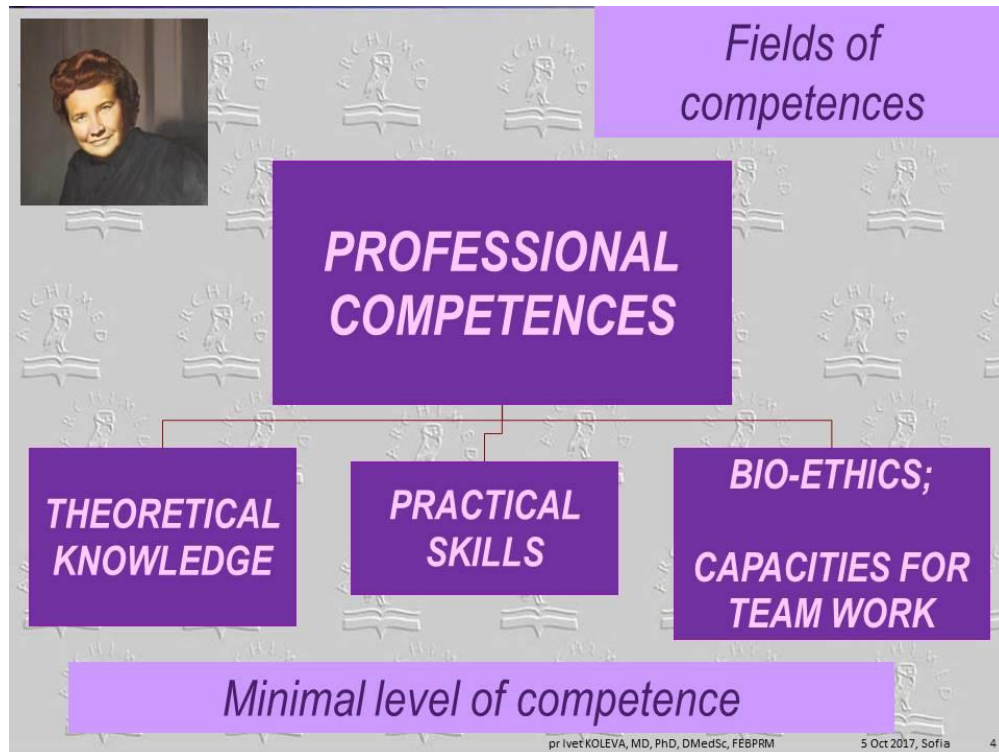 Fields of
competences
PROFESSIONAL
COMPETENCES
THEORETICAL
KNOWLEDGE
PRACTICAL
SKILLS
BIO-ETHICS;
CAPACITIES FOR
TEAM WORK
Minimal level of competence
pr Ivet KOLEVA, MD, PhD, DMedSc, FEBPRM
5 Oct 2017, Sofia
4
ARCHIMED